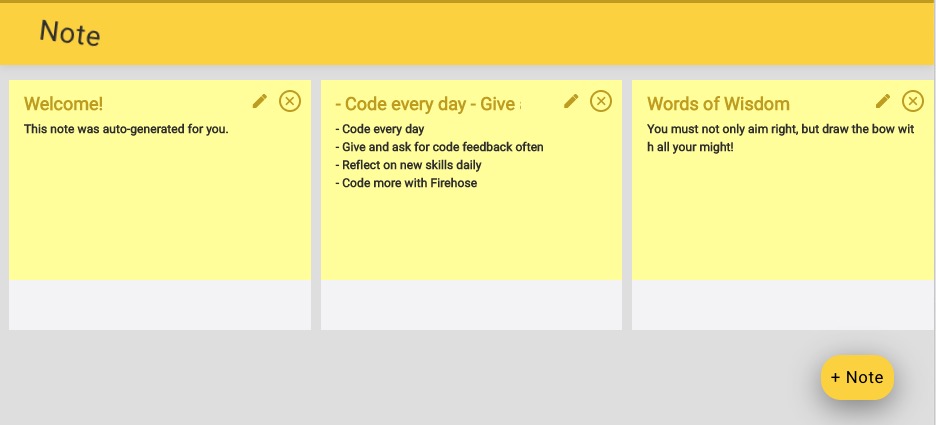 Note
Welcome!
This note was auto-generated for you.
- Code every day - Give
- Code every day
- Give and ask for code feedback often
- Reflect on new skills daily
- Code more with Firehose
Words of Wisdom
You must not only aim right, but draw the bow wit
h all your might!
+ Note